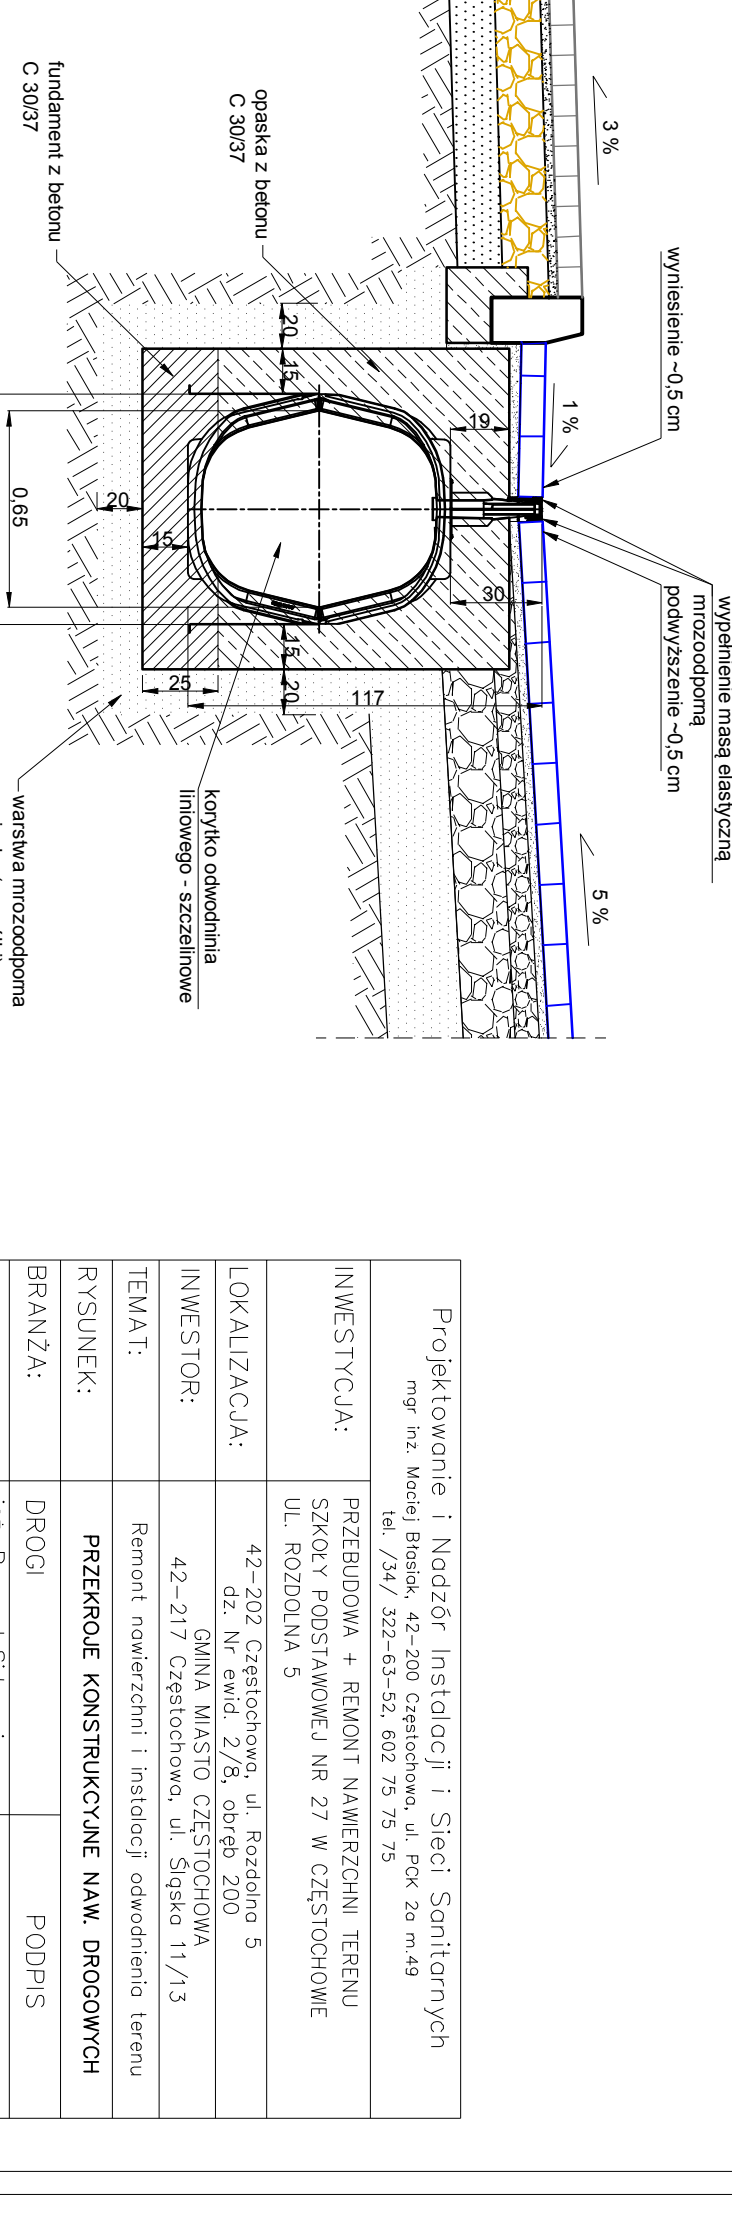 3 %
wyniesienie ~0,5 cm
wypełnienie masą elastyczną
mrozoodporną
podwyższenie ~0,5 cm
1 %
5 %
opaska z betonu
C 30/37
fundament z betonu
C 30/37
20
15
19
30
0,65
20
15
15
20
25
117
korytko odwodninia
liniowego - szczelinowe
warstwa mrozoodporna
Projektowanie i Nadzór Instalacji i Sieci Sanitarnych
mgr inż. Maciej Błasiak, 42-200 Częstochowa, ul. PCK 2a m.49
tel. /34/ 322-63-52, 602 75 75 75
INWESTYCJA:
PRZEBUDOWA + REMONT NAWIERZCHNI TERENU
SZKOŁY PODSTAWOWEJ NR 27 W CZĘSTOCHOWIE
UL. ROZDOLNA 5
LOKALIZACJA:
42-202 Częstochowa, ul. Rozdolna 5
dz. Nr ewid. 2/8, obręb 200
INWESTOR:
GMINA MIASTO CZĘSTOCHOWA
42-217 Częstochowa, ul. Śląska 11/13
TEMAT:
Remont nawierzchni i instalacji odwodnienia terenu
RYSUNEK:
PRZEKROJE KONSTRUKCYJNE NAW. DROGOWYCH
BRANŻA:
DROGI
PODPIS